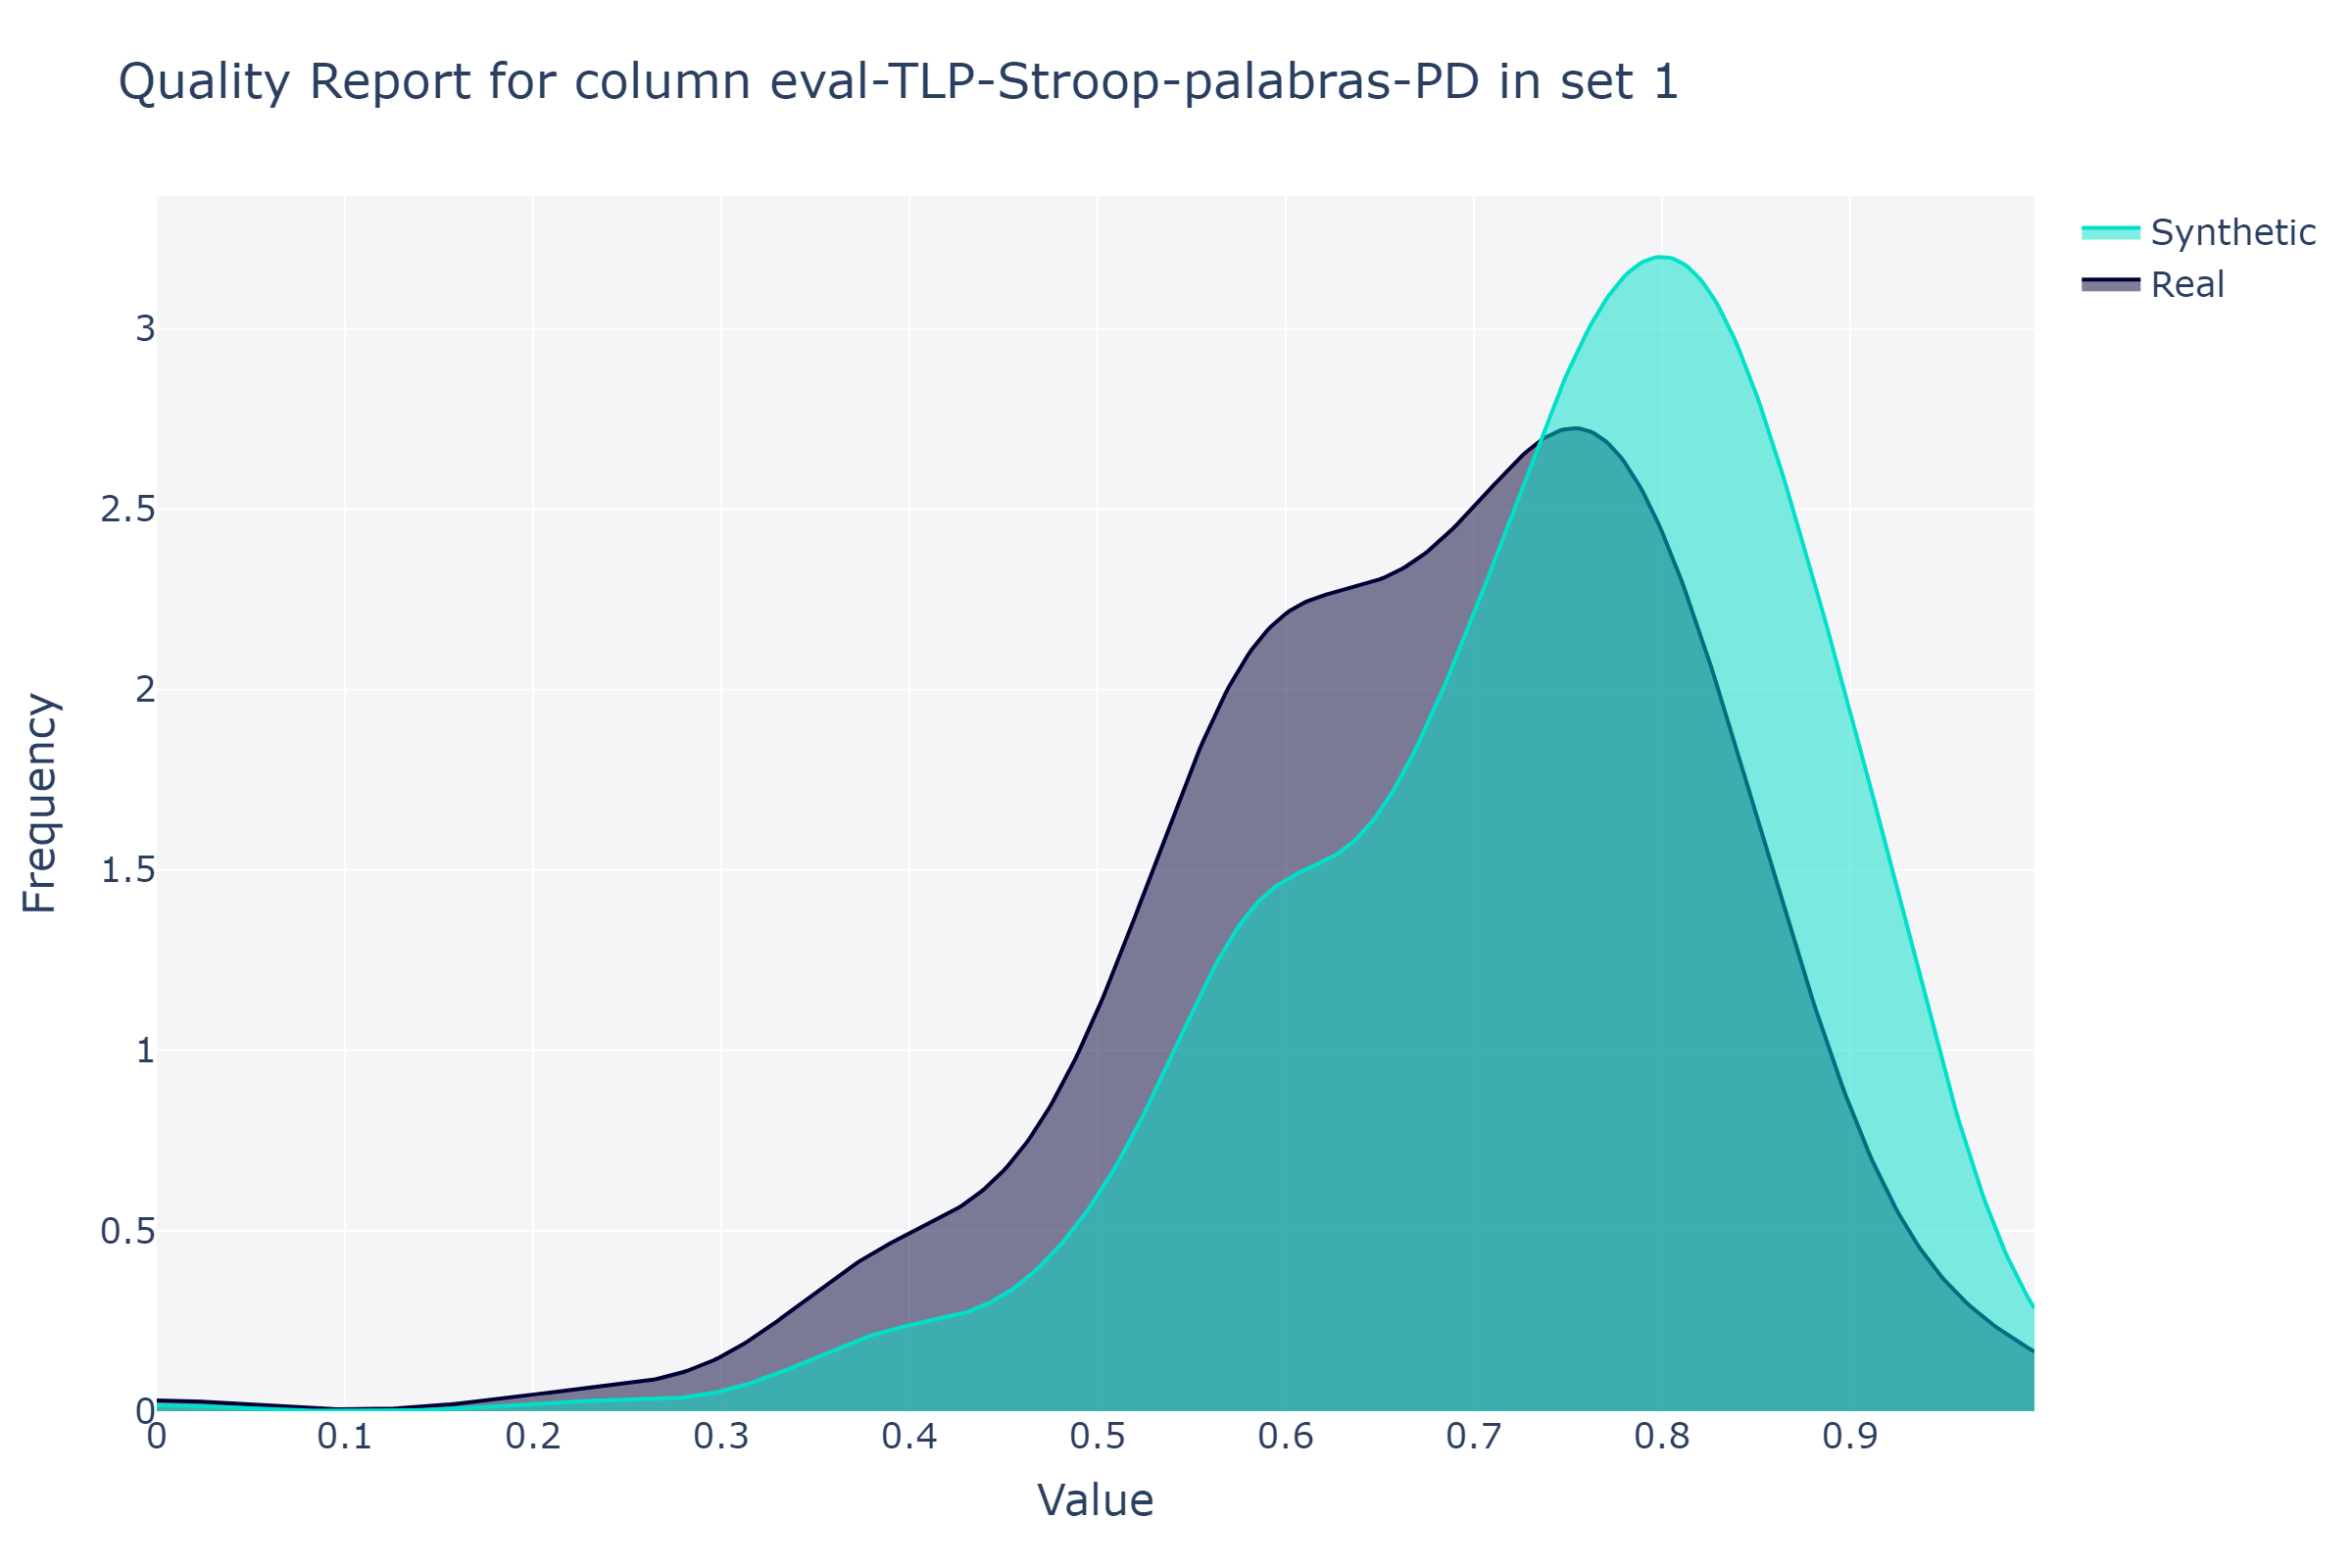 Quality Report for column eval-TLP-Stroop-palabras-PD in set 1
Synthetic
Real
Frequency
3
2.5
2
1.5
1
0.5
0
0 0.1 0.2 0.3 0.4 0.5 0.6 0.7 0.8 0.9
Value